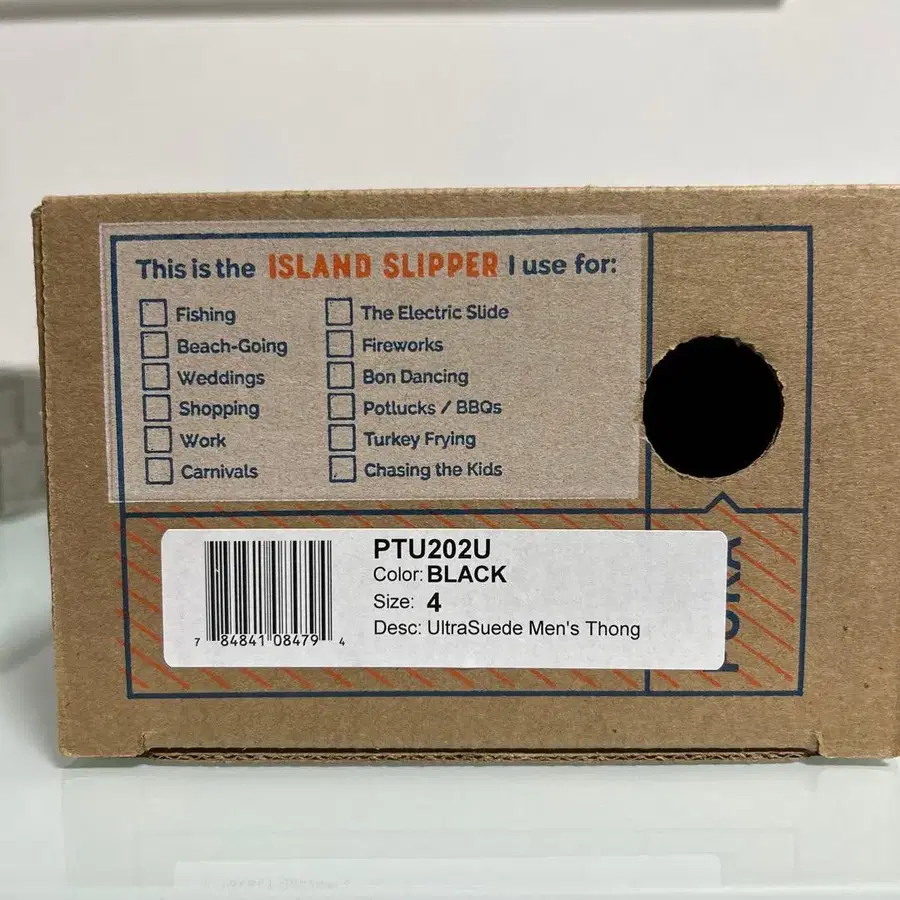 This is the ISLAND SLIPPER I use for:
Fishing
Beach-Going
Weddings
Shopping
Work
Carnivals
The Electric Slide
Fireworks
Bon Dancing
Potlucks / BBQs
Turkey Frying
Chasing the Kids
PTU202U
Color: BLACK
Size: 4
Desc: UltraSuede Men's Thong
7 84841 08479 4